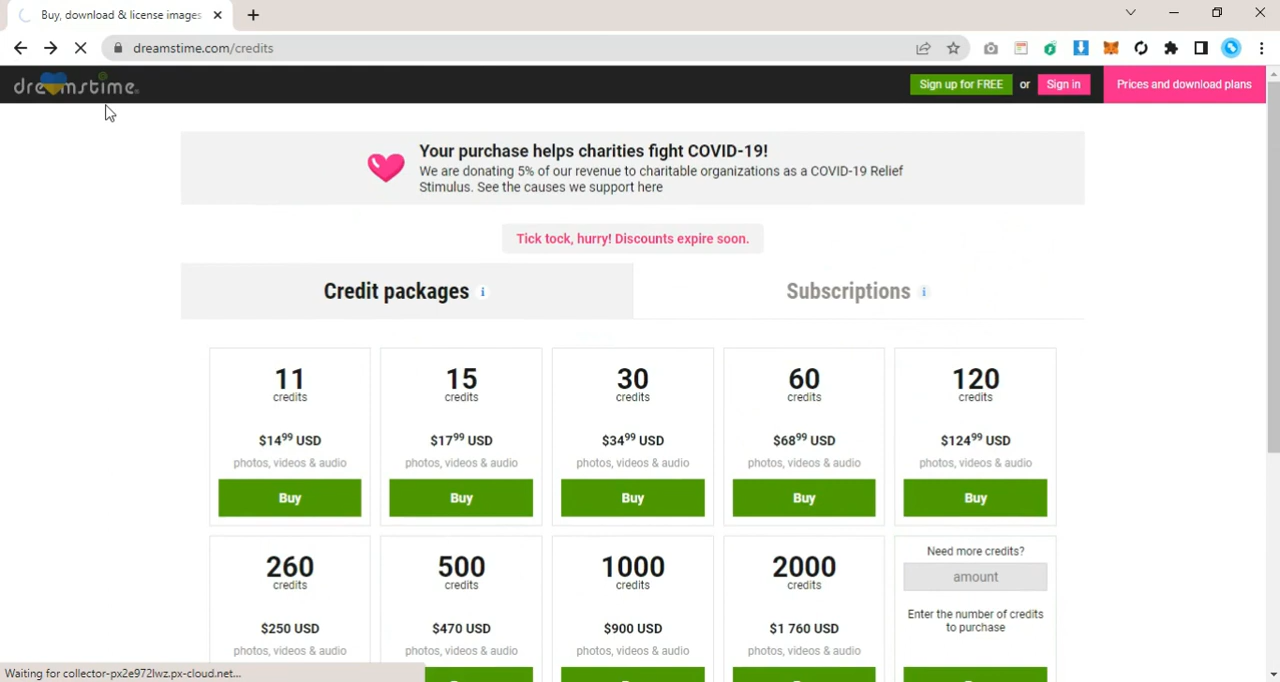 Buy, download & license images
dreamstime.com/credits
dreamstime.
Sign up for FREE or Sign in Prices and download plans
Your purchase helps charities fight COVID-19!
We are donating 5% of our revenue to charitable organizations as a COVID-19 Relief
Stimulus. See the causes we support here
Tick tock, hurry! Discounts expire soon.
Credit packages i
Subscriptions i
11 15 30 60 120
credits credits credits credits credits
$14⁹⁹ USD $17⁹⁹ USD $34⁹⁹ USD $68⁹⁹ USD $124⁹⁹ USD
photos, videos & audio photos, videos & audio photos, videos & audio photos, videos & audio photos, videos & audio
Buy Buy Buy Buy Buy
260 500 1000 2000 Need more credits?
credits credits credits credits amount
$250 USD $470 USD $900 USD $1 760 USD Enter the number of credits
to purchase
photos, videos & audio photos, videos & audio photos, videos & audio photos, videos & audio
Waiting for collector-px2e972lwz.px-cloud.net...